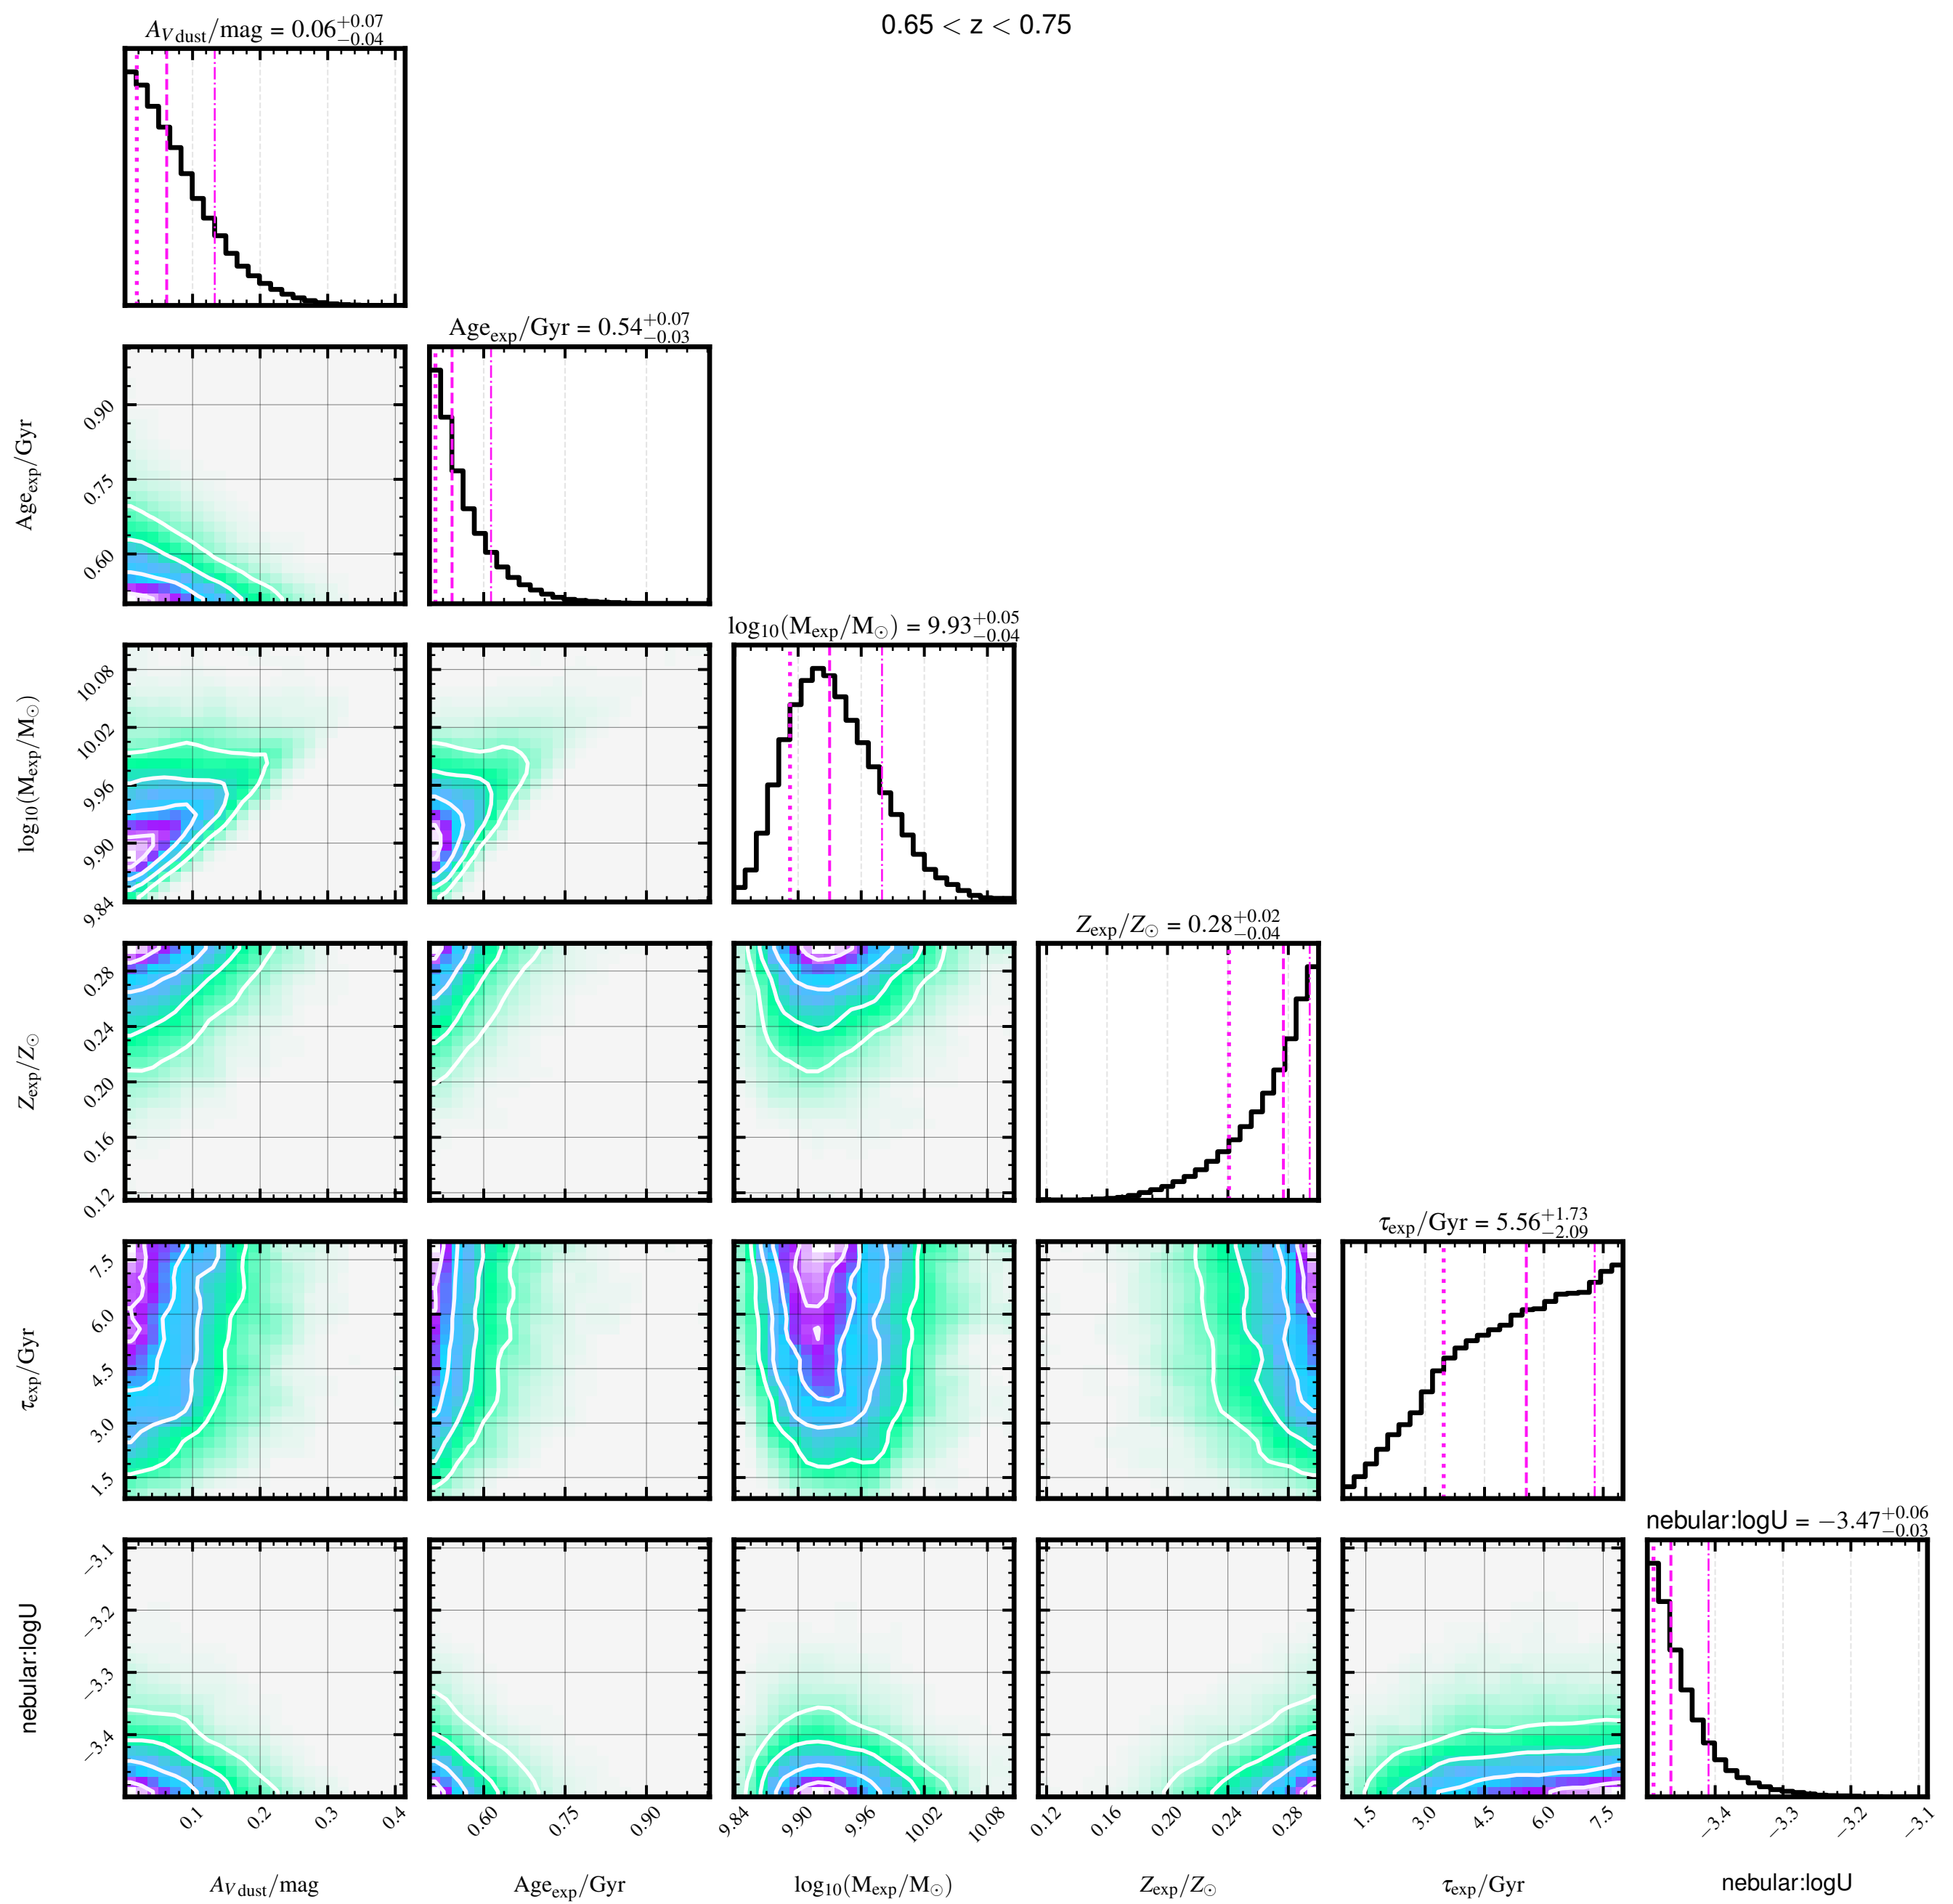 0.65 < z < 0.75
A_V dust/mag = 0.06^{+0.07}_{-0.04}
Age_exp/Gyr = 0.54^{+0.07}_{-0.03}
Age_exp/Gyr
0.90
0.75
0.60
log_10(M_exp/M_⊙) = 9.93^{+0.05}_{-0.04}
log_10(M_exp/M_⊙)
10.08
10.02
9.96
9.90
9.84
Z_exp/Z_⊙ = 0.28^{+0.02}_{-0.04}
Z_exp/Z_⊙
0.28
0.24
0.20
0.16
0.12
τ_exp/Gyr = 5.56^{+1.73}_{-2.09}
τ_exp/Gyr
7.5
6.0
4.5
3.0
1.5
nebular:logU = −3.47^{+0.06}_{-0.03}
nebular:logU
−3.1
−3.2
−3.3
−3.4
0.1 0.2 0.3 0.4 0.60 0.75 0.90 9.84 9.90 9.96 10.02 10.08 0.12 0.16 0.20 0.24 0.28 1.5 3.0 4.5 6.0 7.5 −3.4 −3.3 −3.2 −3.1
A_V dust/mag Age_exp/Gyr log_10(M_exp/M_⊙) Z_exp/Z_⊙ τ_exp/Gyr nebular:logU